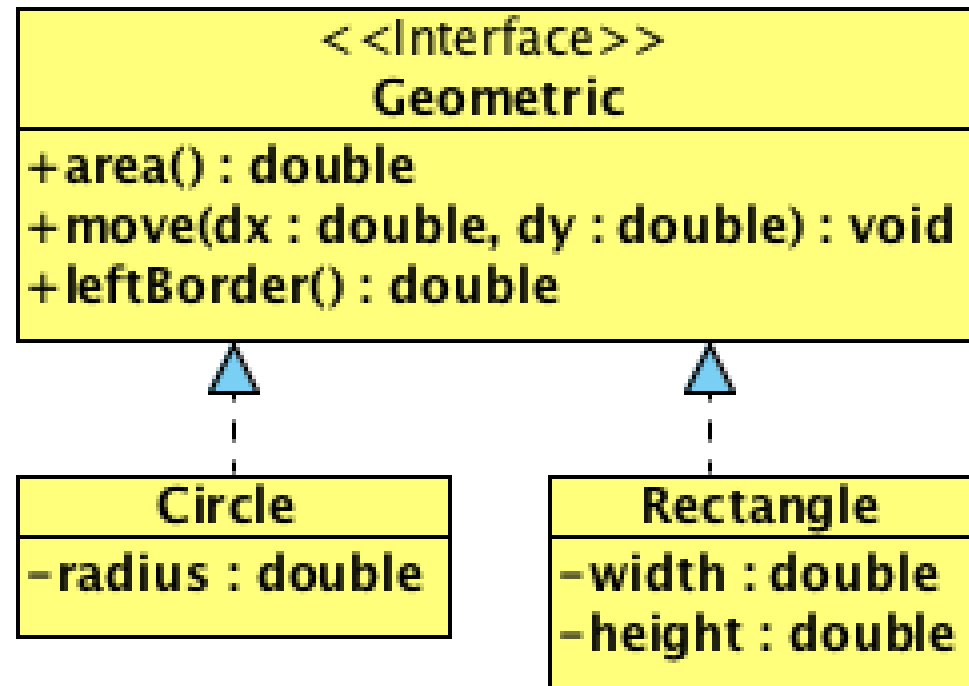 <<Interface>>
Geometric
+area() : double
+move(dx : double, dy : double) : void
+leftBorder() : double
Circle
-radius : double
Rectangle
-width : double
-height : double